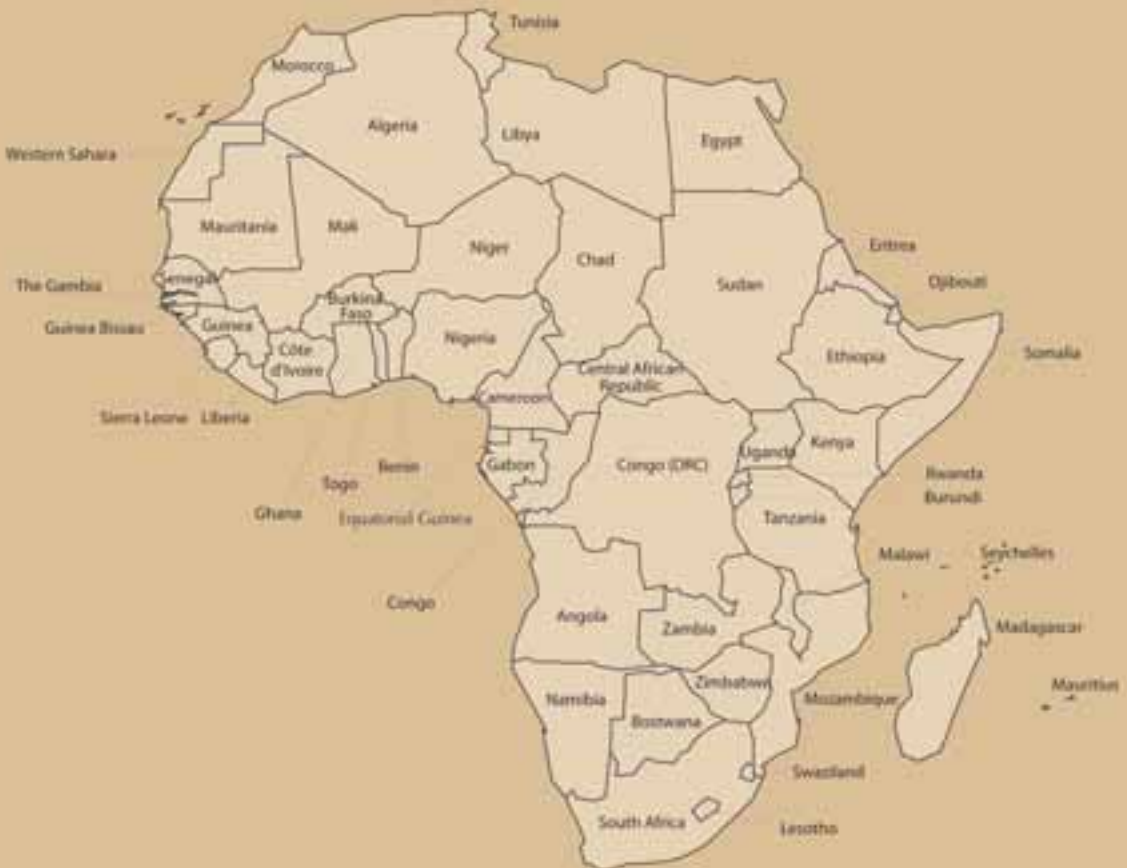 Tunisia
Morocco
Algeria
Libya
Egypt
Western Sahara
Mauritania
Mali
Niger
Chad
Sudan
Eritrea
Djibouti
The Gambia
Senegal
Guinea Bissau
Guinea
Burkina
Faso
Côte
d'Ivoire
Nigeria
Ethiopia
Somalia
Central African
Republic
Cameroon
Sierra Leone
Liberia
Gabon
Congo (DRC)
Uganda
Kenya
Benin
Togo
Ghana
Equatorial Guinea
Rwanda
Burundi
Tanzania
Malawi
Seychelles
Congo
Angola
Zambia
Madagascar
Mauritius
Namibia
Zimbabwe
Mozambique
Bostwana
Swaziland
South Africa
Lesotho